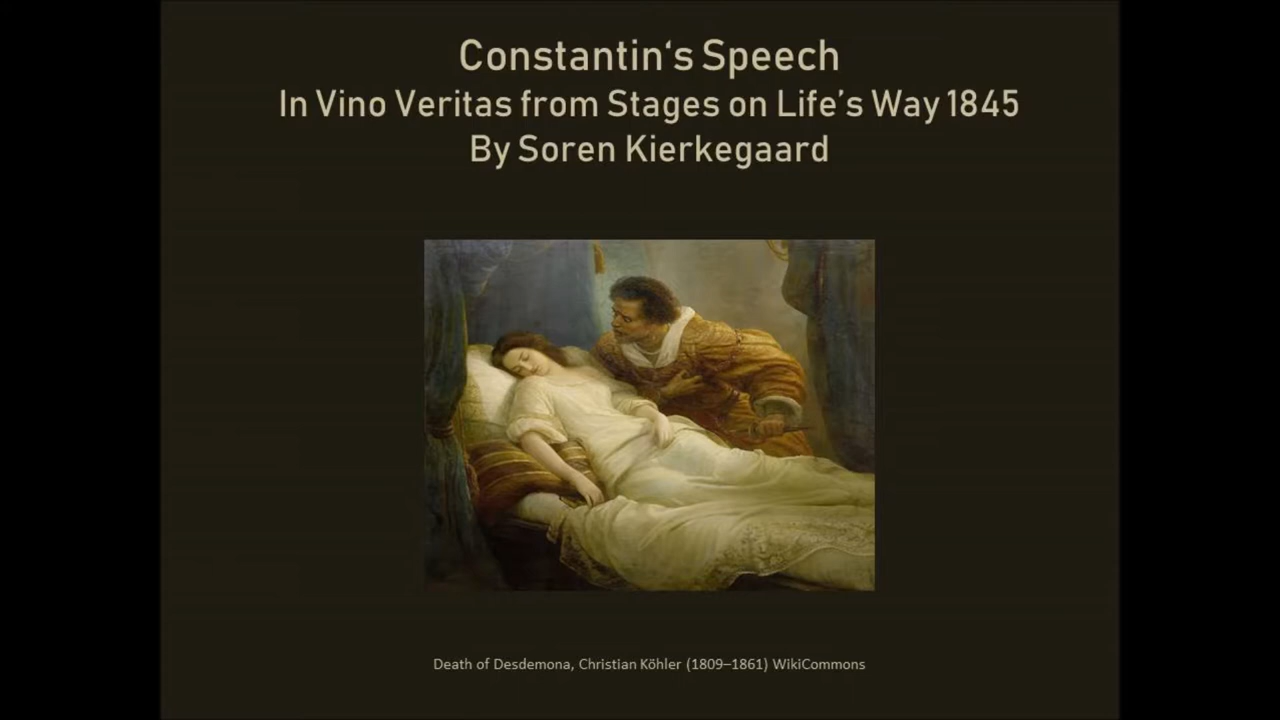 Constantin‘s Speech
In Vino Veritas from Stages on Life’s Way 1845
By Soren Kierkegaard
Death of Desdemona, Christian Köhler (1809–1861) WikiCommons